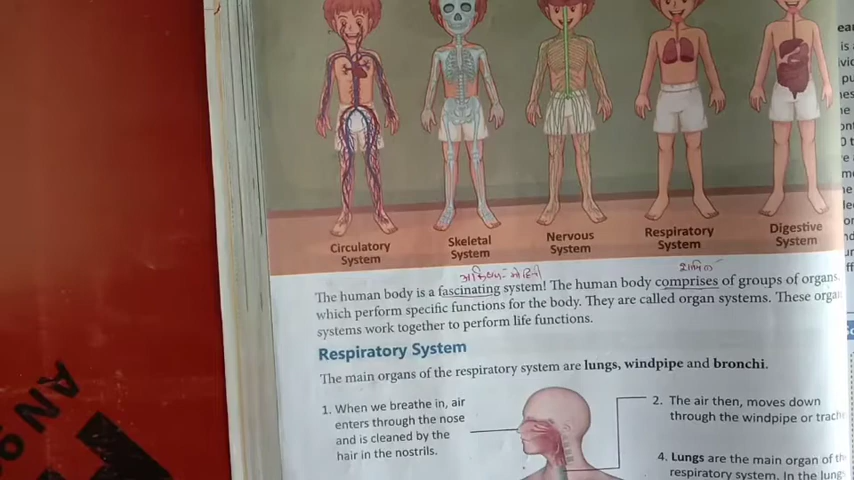 Circulatory System
Skeletal System
Nervous System
Respiratory System
Digestive System
The human body is a fascinating system! The human body comprises of groups of organs.
which perform specific functions for the body. They are called organ systems. These organ
systems work together to perform life functions.
Respiratory System
The main organs of the respiratory system are lungs, windpipe and bronchi.
1. When we breathe in, air
enters through the nose
and is cleaned by the
hair in the nostrils.
2. The air then, moves down
through the windpipe or trach
4. Lungs are the main organ of th
respiratory system. In the lung
AN